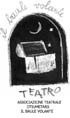 il baule volante
TEATRO
ASSOCIAZIONE TEATRALE
IL BAULE VOLANTE